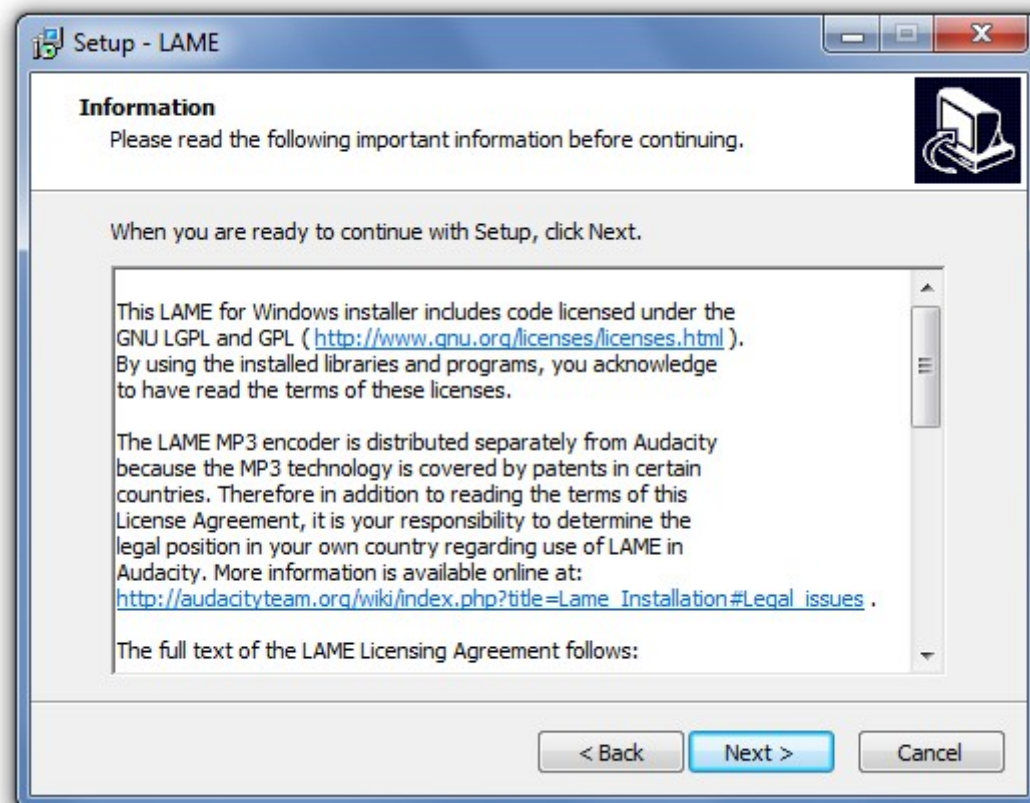 Setup - LAME
Information
Please read the following important information before continuing.
When you are ready to continue with Setup, click Next.
This LAME for Windows installer includes code licensed under the
GNU LGPL and GPL ( http://www.gnu.org/licenses/licenses.html ).
By using the installed libraries and programs, you acknowledge
to have read the terms of these licenses.
The LAME MP3 encoder is distributed separately from Audacity
because the MP3 technology is covered by patents in certain
countries. Therefore in addition to reading the terms of this
License Agreement, it is your responsibility to determine the
legal position in your own country regarding use of LAME in
Audacity. More information is available online at:
http://audacityteam.org/wiki/index.php?title=Lame_Installation#Legal_issues .
The full text of the LAME Licensing Agreement follows:
< Back Next > Cancel